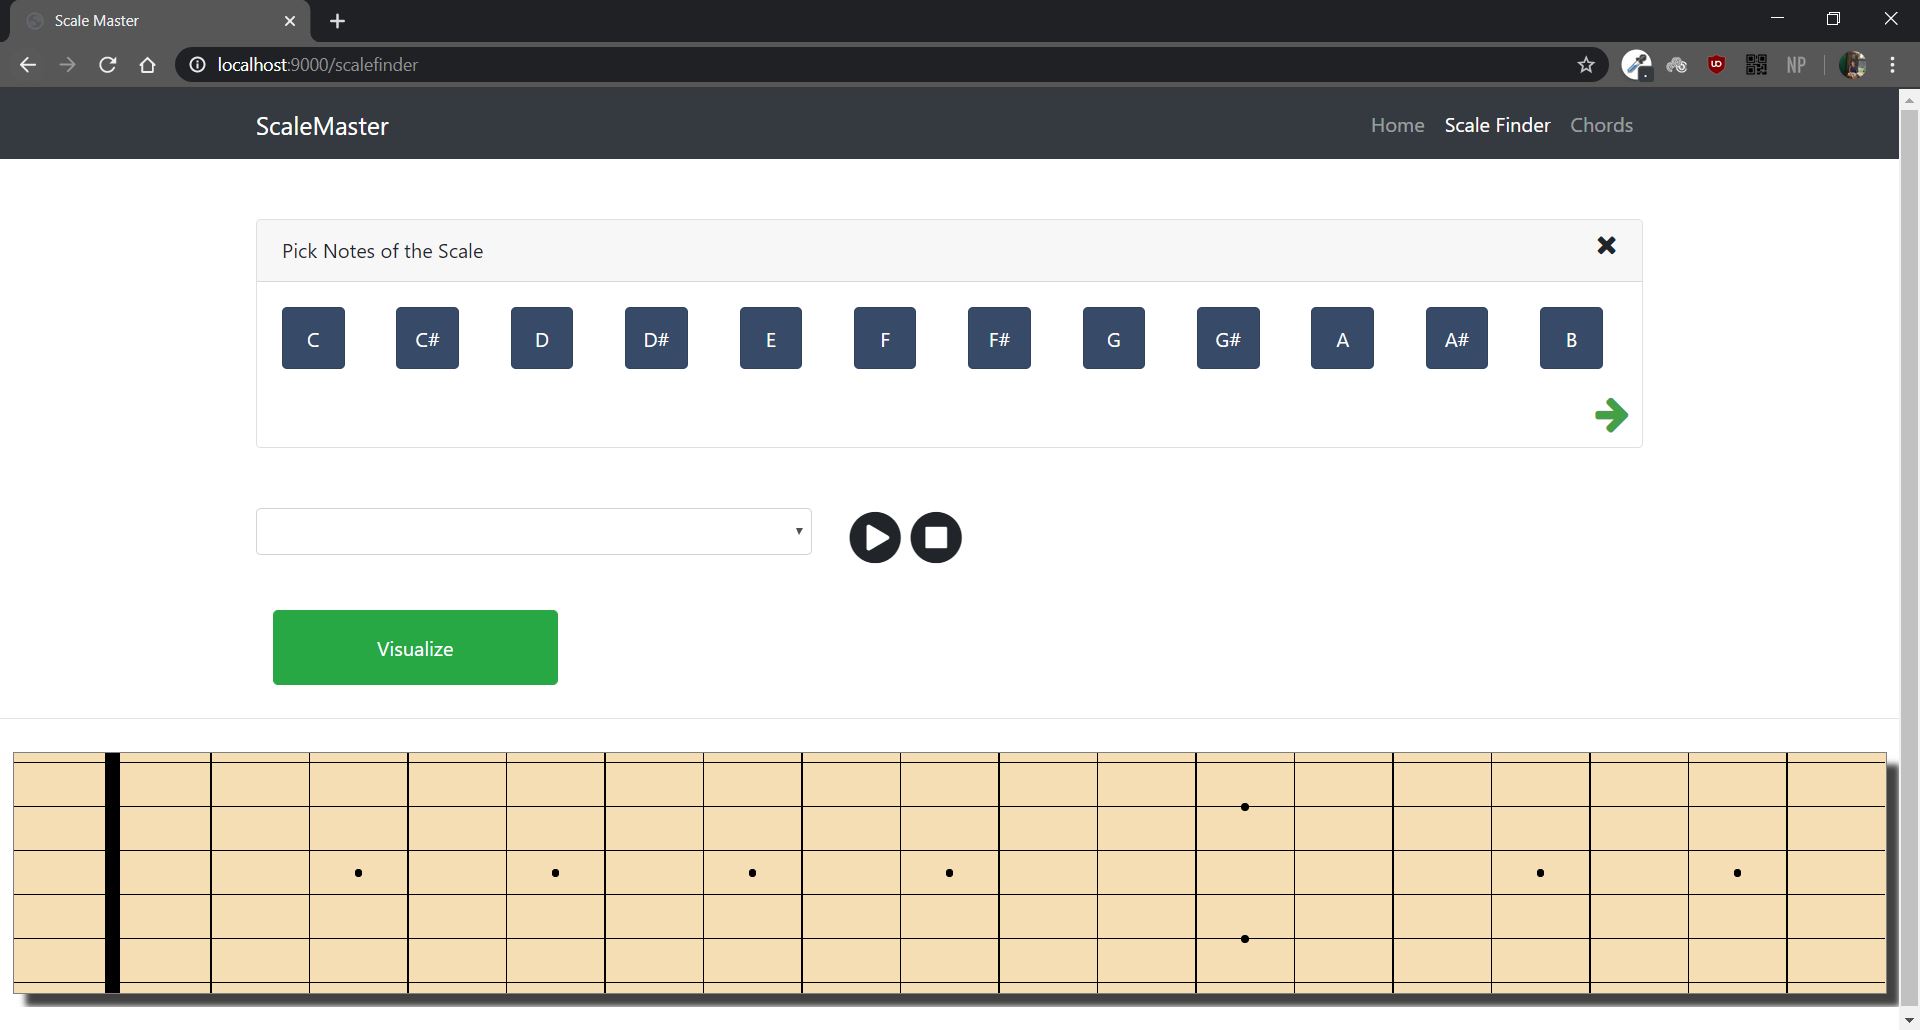 Scale Master
localhost:9000/scalefinder
NP
ScaleMaster
Home Scale Finder Chords
Pick Notes of the Scale
C C# D D# E F F# G G# A A# B
Visualize